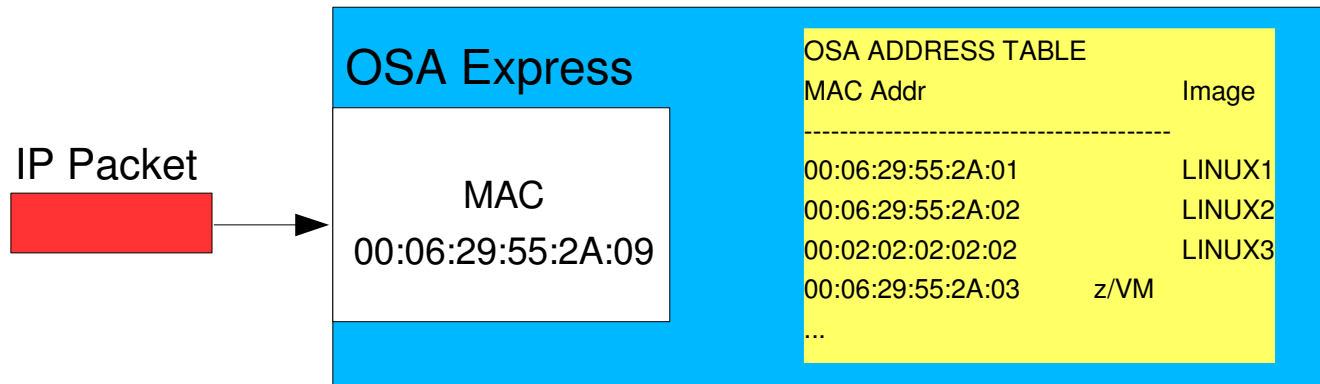 IP Packet
OSA Express
MAC
00:06:29:55:2A:09
OSA ADDRESS TABLE
MAC Addr Image
-----------------------------------------
00:06:29:55:2A:01 LINUX1
00:06:29:55:2A:02 LINUX2
00:02:02:02:02:02 LINUX3
00:06:29:55:2A:03 z/VM
...